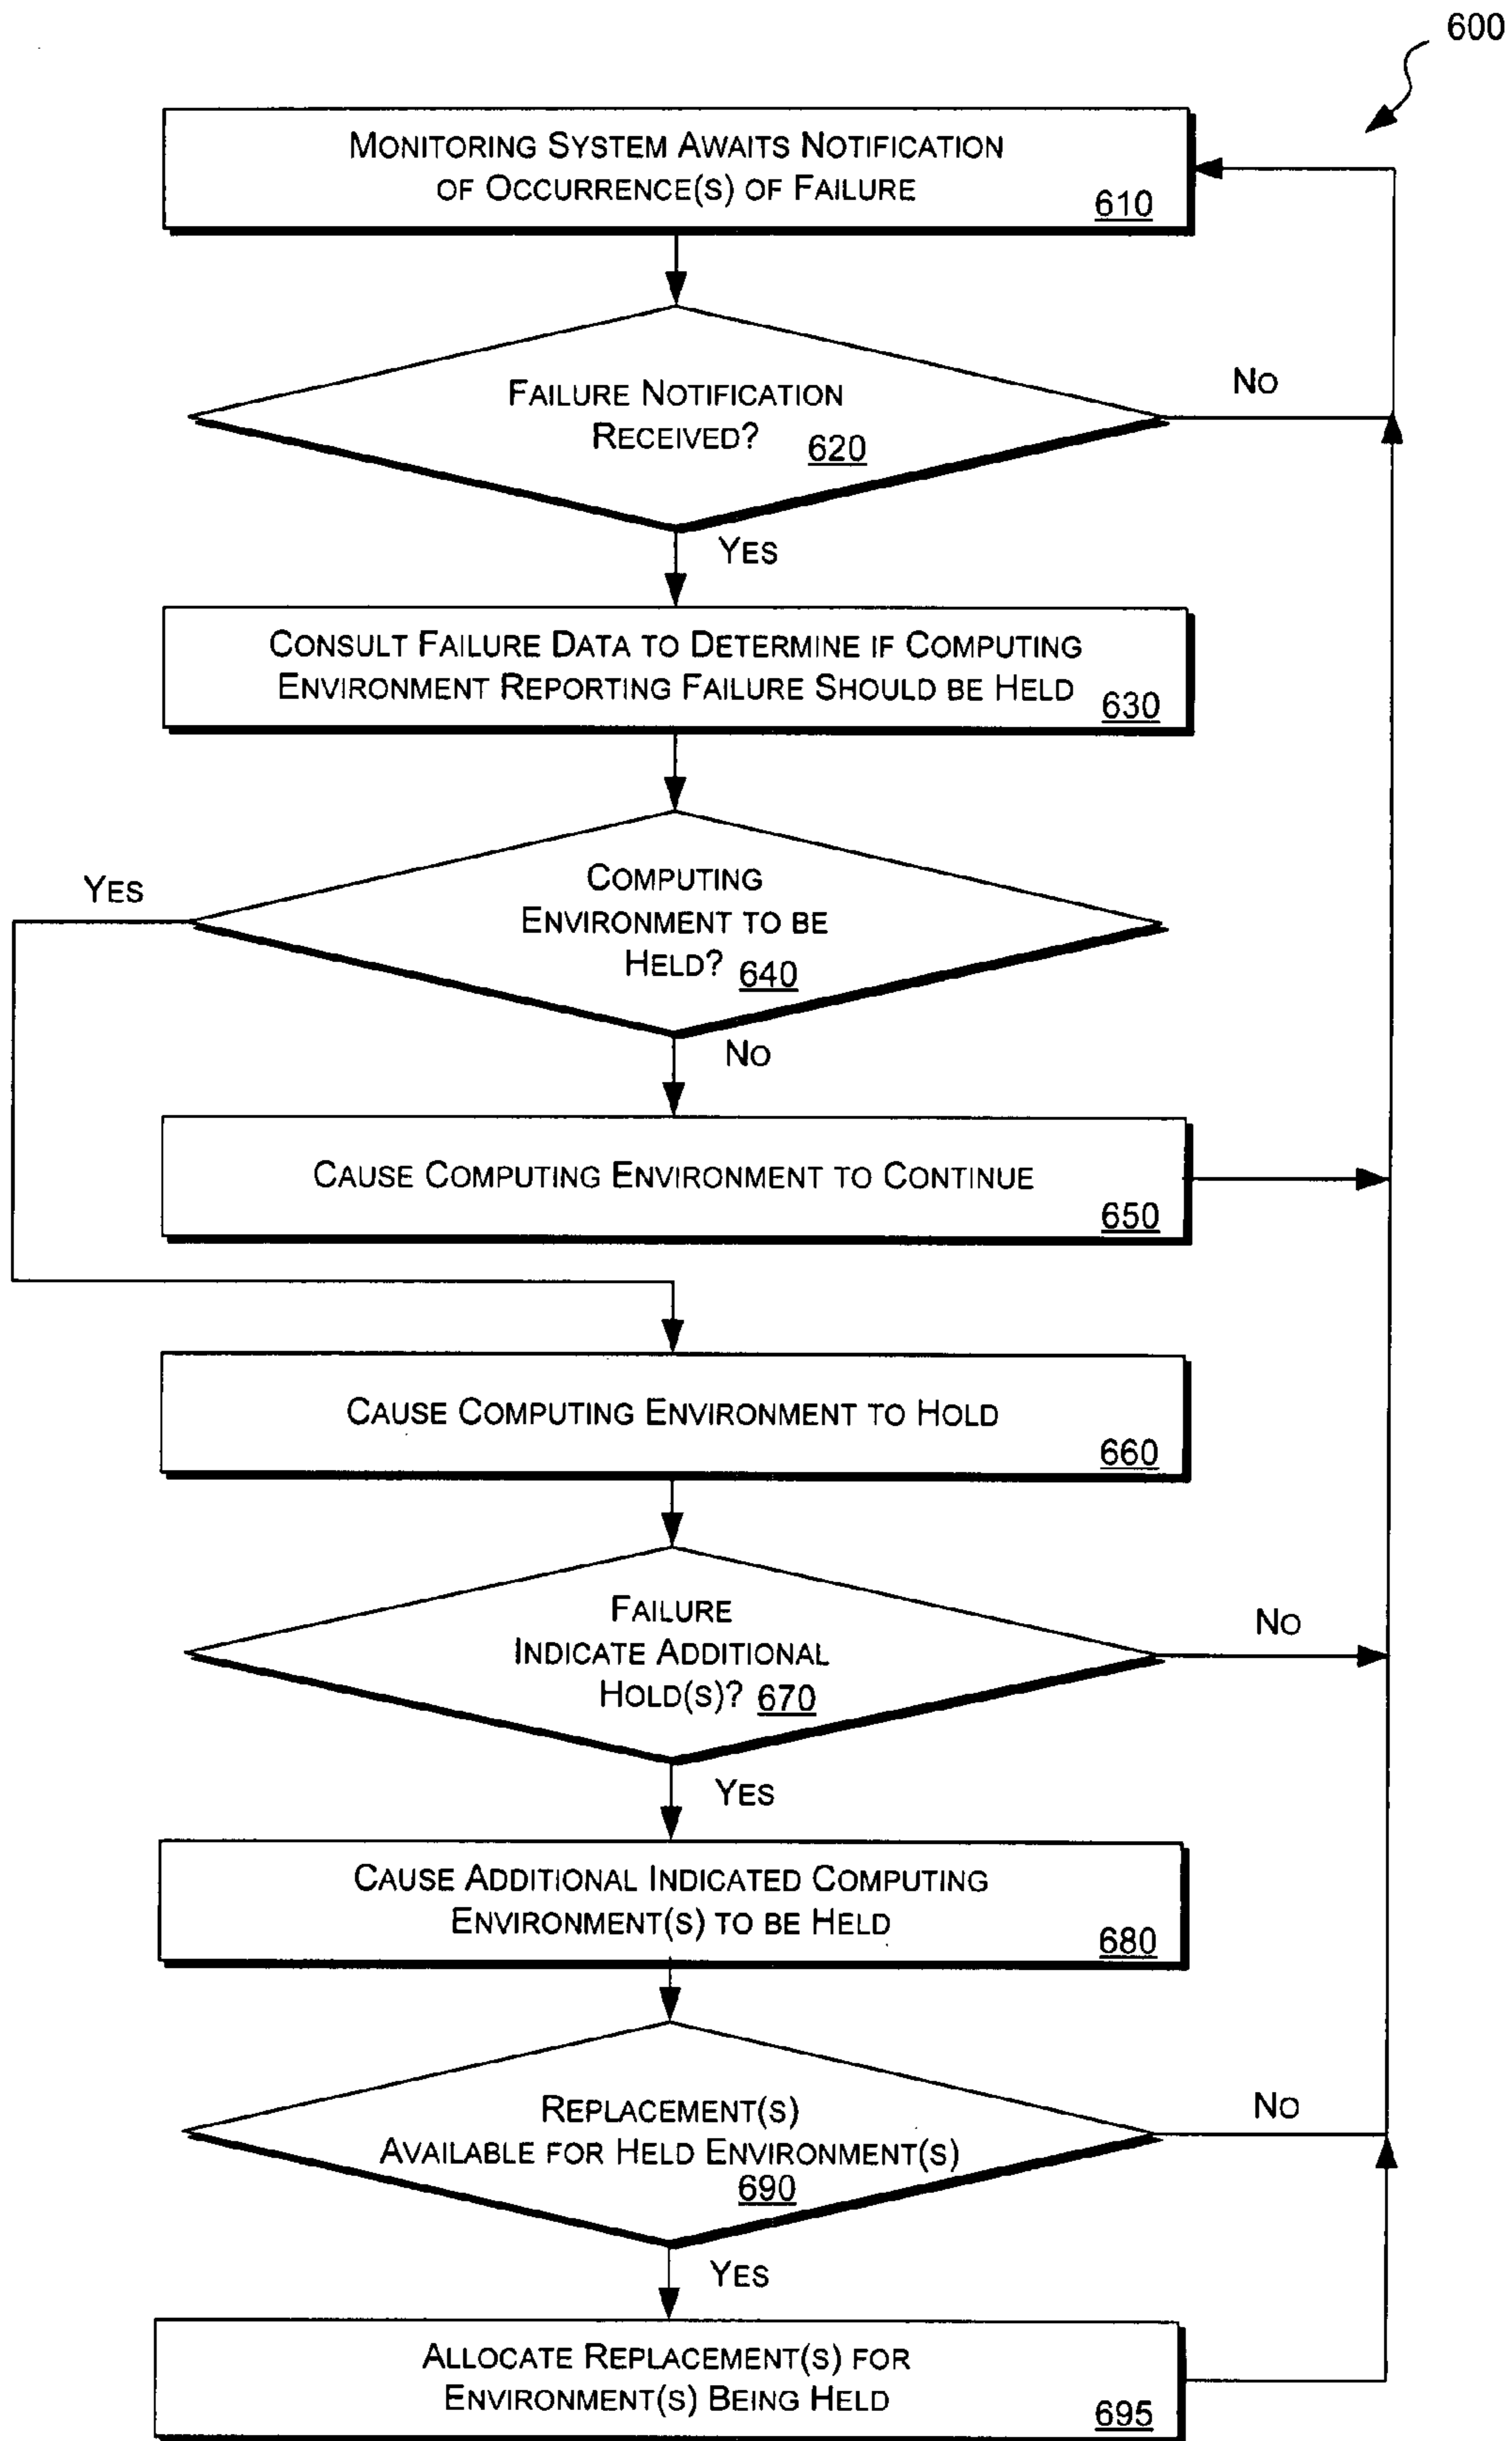 600
MONITORING SYSTEM AWAITS NOTIFICATION
OF OCCURRENCE(S) OF FAILURE
610
FAILURE NOTIFICATION
RECEIVED?
620
NO
YES
CONSULT FAILURE DATA TO DETERMINE IF COMPUTING
ENVIRONMENT REPORTING FAILURE SHOULD BE HELD
630
COMPUTING
ENVIRONMENT TO BE
HELD?
640
YES
NO
CAUSE COMPUTING ENVIRONMENT TO CONTINUE
650
CAUSE COMPUTING ENVIRONMENT TO HOLD
660
FAILURE
INDICATE ADDITIONAL
HOLD(S)?
670
NO
YES
CAUSE ADDITIONAL INDICATED COMPUTING
ENVIRONMENT(S) TO BE HELD
680
REPLACEMENT(S)
AVAILABLE FOR HELD ENVIRONMENT(S)
690
NO
YES
ALLOCATE REPLACEMENT(S) FOR
ENVIRONMENT(S) BEING HELD
695